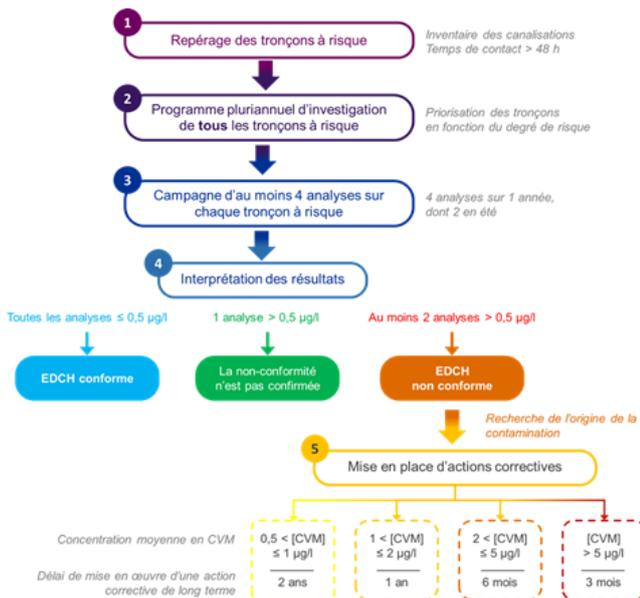 1
Repérage des tronçons à risque
Inventaire des canalisations
Temps de contact > 48 h
2
Programme pluriannuel d'investigation
de tous les tronçons à risque
Priorisation des tronçons
en fonction du degré de risque
3
Campagne d'au moins 4 analyses sur
chaque tronçon à risque
4 analyses sur 1 année,
dont 2 en été
4
Interprétation des résultats
Toutes les analyses ≤ 0,5 µg/l
1 analyse > 0,5 µg/l
Au moins 2 analyses > 0,5 µg/l
EDCH conforme
La non-conformité
n'est pas confirmée
EDCH
non conforme
Recherche de l'origine de la
contamination
5
Mise en place d'actions correctives
Concentration moyenne en CVM
0,5 < [CVM]
≤ 1 µg/l
1 < [CVM]
≤ 2 µg/l
2 < [CVM]
≤ 5 µg/l
[CVM]
> 5 µg/l
Délai de mise en œuvre d'une action
corrective de long terme
2 ans
1 an
6 mois
3 mois